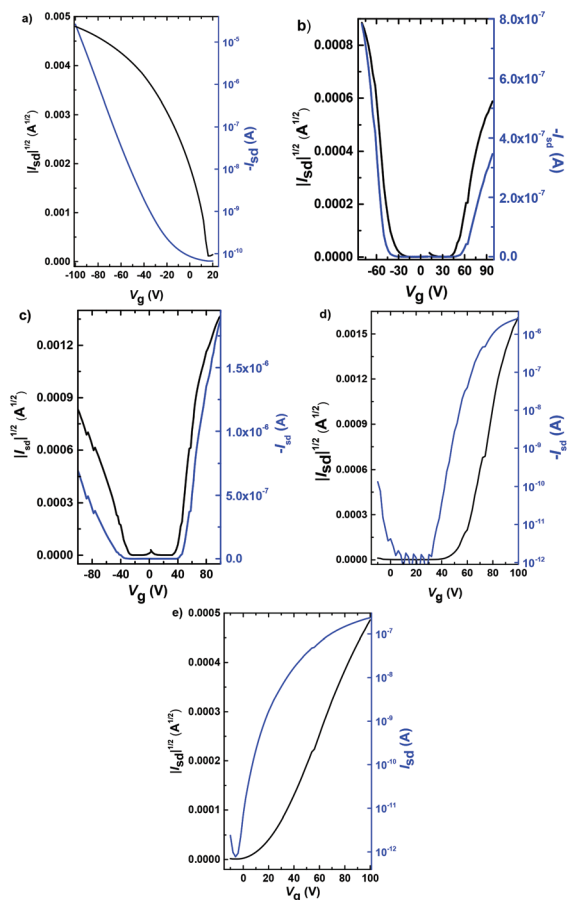 a)
0.005
0.004
0.003
0.002
0.001
0.000
|Isd|1/2 (A1/2)
10-5
10-6
10-7
10-8
10-9
10-10
-Isd (A)
-100 -80 -60 -40 -20 0 20
Vg (V)
b)
0.0008
0.0006
0.0004
0.0002
0.0000
|Isd|1/2 (A1/2)
8.0x10-7
6.0x10-7
4.0x10-7
2.0x10-7
0.0
-Isd (A)
-60 -30 0 30 60 90
Vg (V)
c)
0.0012
0.0009
0.0006
0.0003
0.0000
|Isd|1/2 (A1/2)
1.5x10-6
1.0x10-6
5.0x10-7
0.0
-Isd (A)
-80 -40 0 40 80
Vg (V)
d)
0.0015
0.0012
0.0009
0.0006
0.0003
0.0000
|Isd|1/2 (A1/2)
10-6
10-7
10-8
10-9
10-10
10-11
10-12
-Isd (A)
0 20 40 60 80 100
Vg (V)
e)
0.0005
0.0004
0.0003
0.0002
0.0001
0.0000
|Isd|1/2 (A1/2)
10-7
10-8
10-9
10-10
10-11
10-12
Isd (A)
0 20 40 60 80 100
Vg (V)